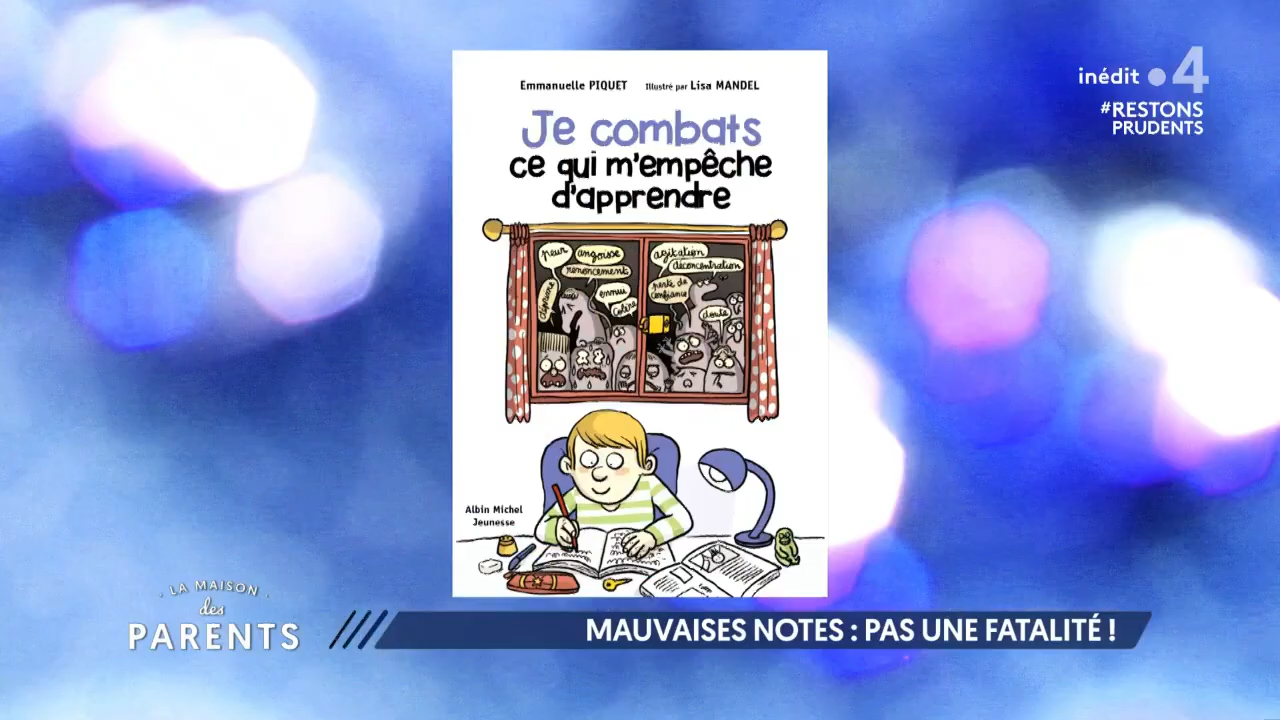 inédit 4
#RESTONS
PRUDENTS
Emmanuelle PIQUET Illustré par Lisa MANDEL
Je combats
ce qui m'empêche
d'apprendre
peur
angoisse
renoncement
ennui
colère
agitation
déconcentration
perte de
confiance
doute
Albin Michel
Jeunesse
LA MAISON
des
PARENTS
MAUVAISES NOTES : PAS UNE FATALITÉ !